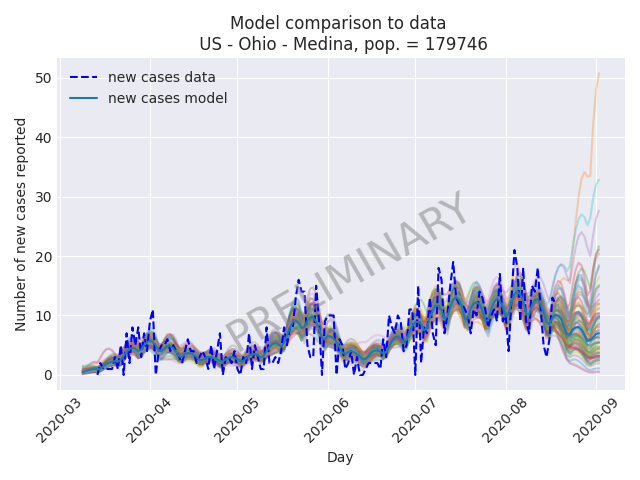 Model comparison to data
US - Ohio - Medina, pop. = 179746
new cases data
new cases model
PRELIMINARY
Number of new cases reported
50
40
30
20
10
0
2020-03
2020-04
2020-05
2020-06
2020-07
2020-08
2020-09
Day